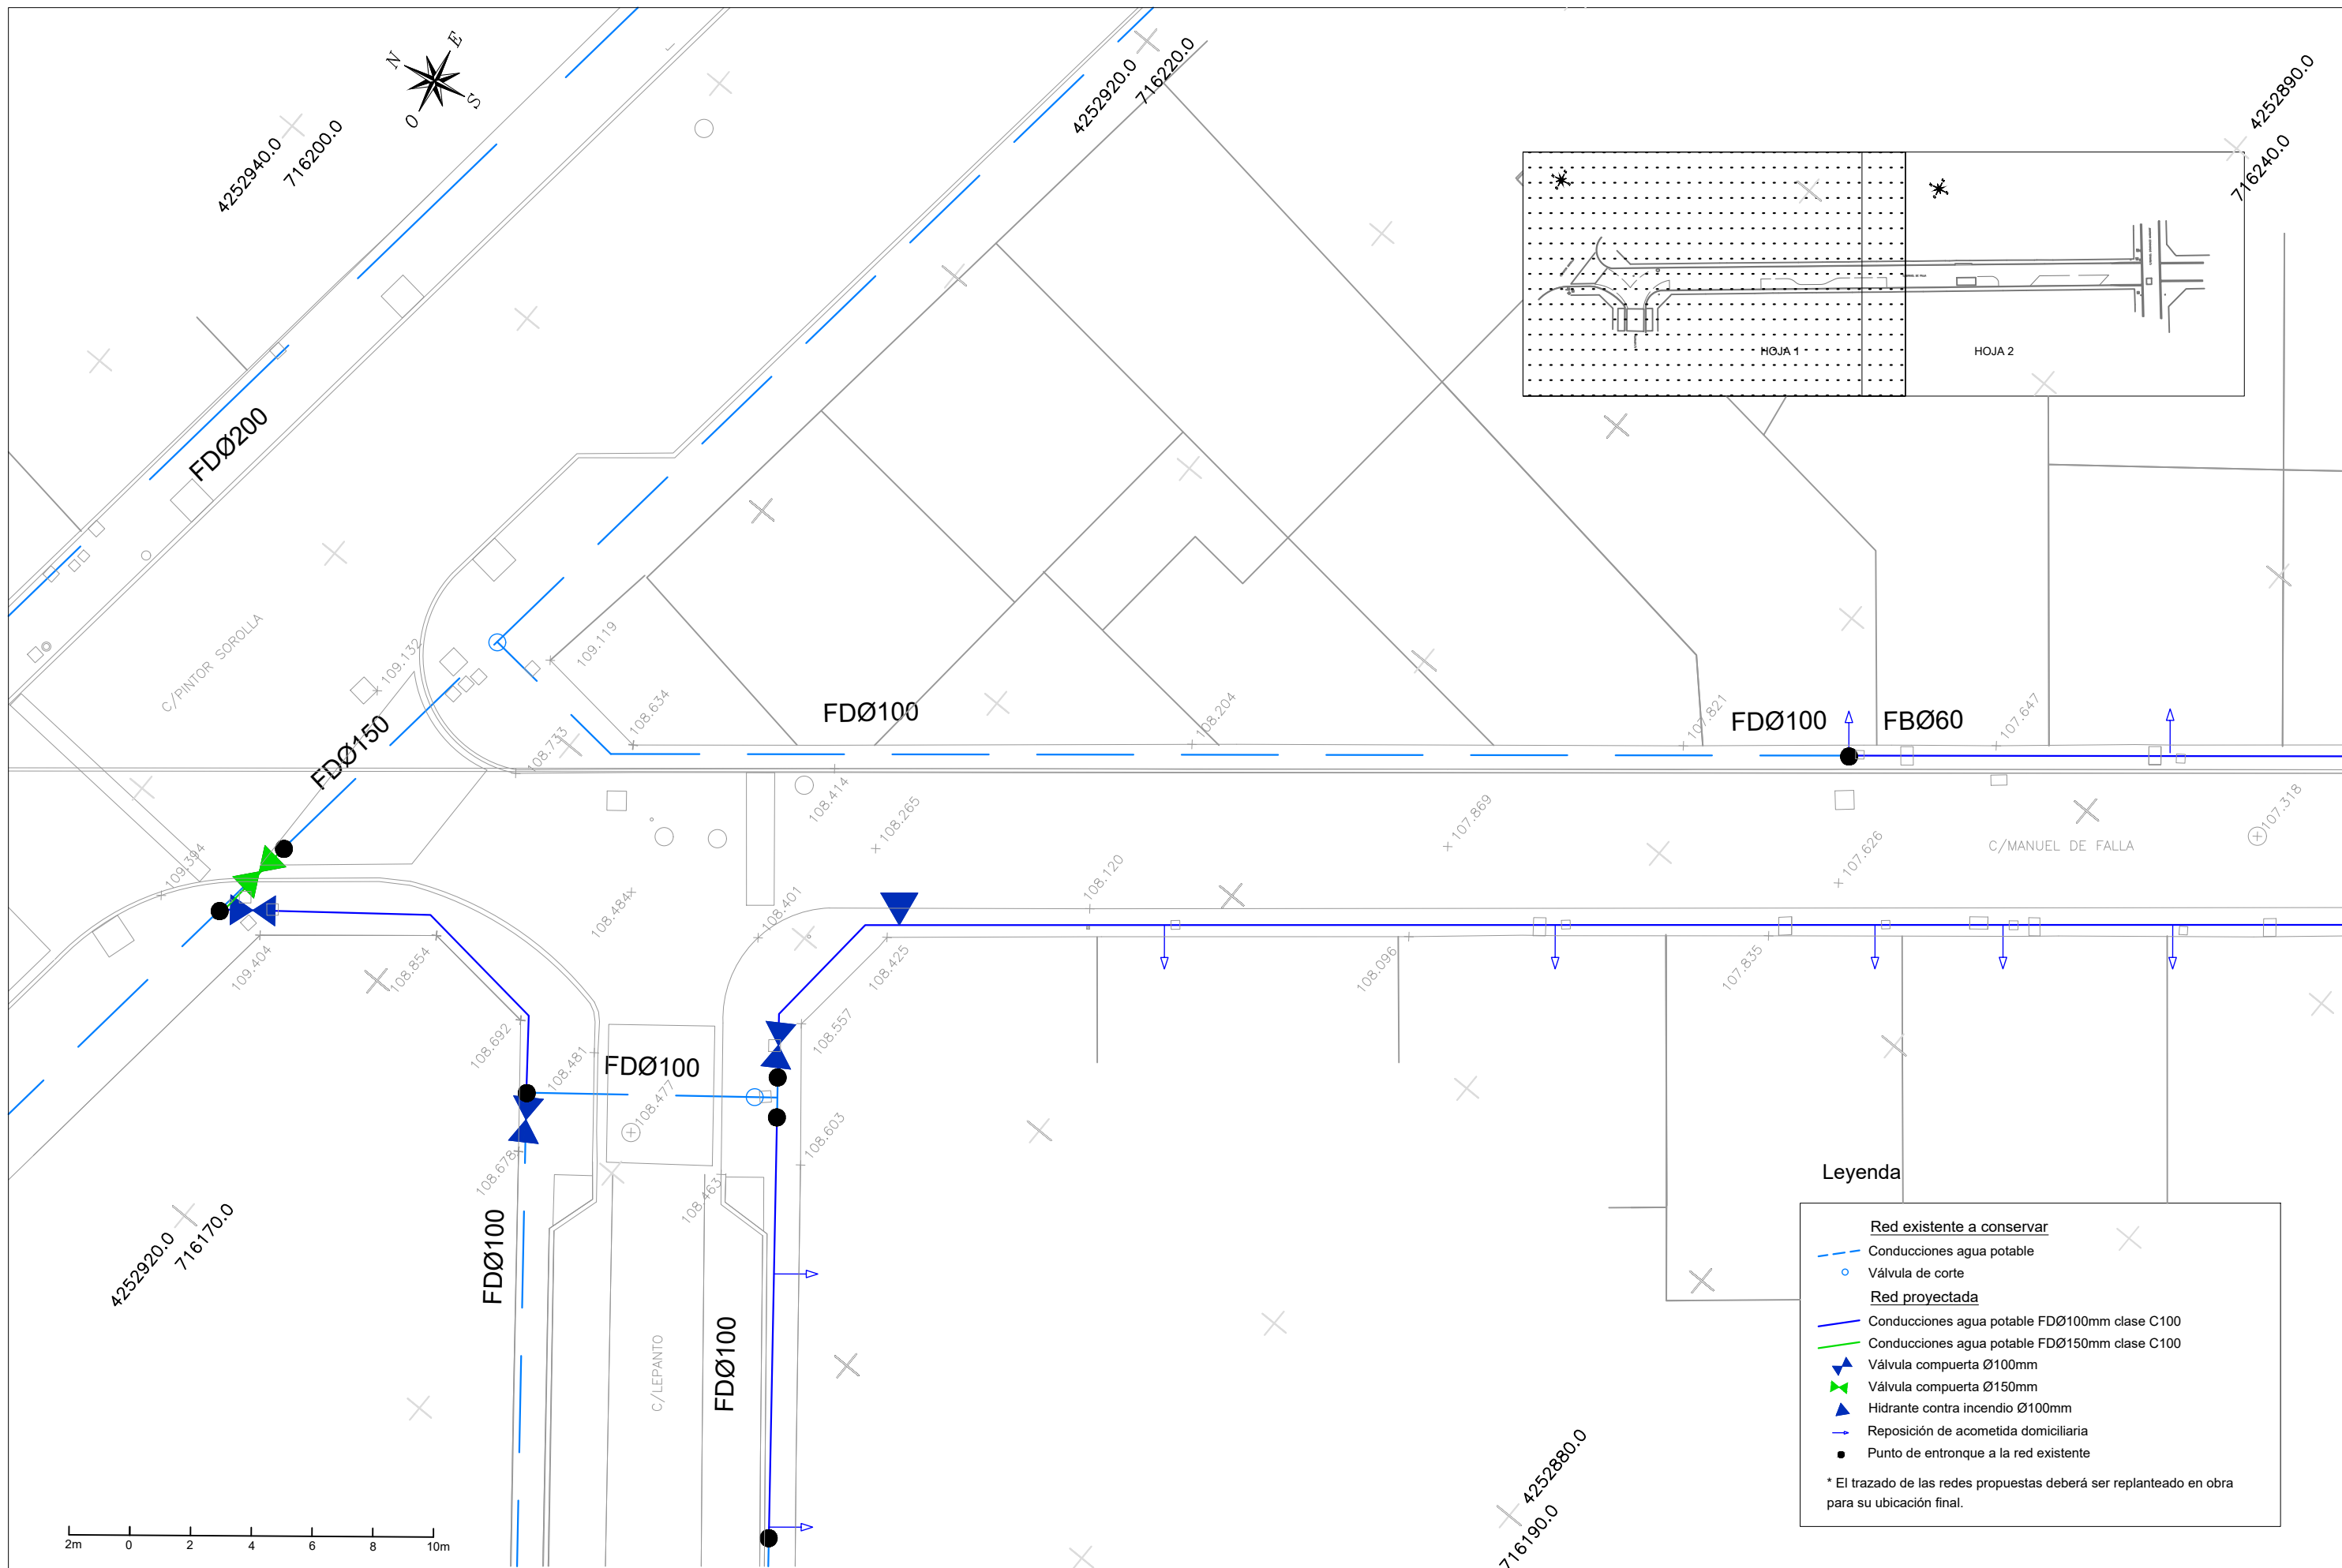 N
E
O
S
4252940.0
716200.0
4252920.0
716220.0
4252890.0
716240.0
HOJA 1
HOJA 2
FDØ200
C/PINTOR SOROLLA
109.132
109.119
108.634
108.733
FDØ150
FDØ100
108.204
107.821
FDØ100
FBØ60
107.647
108.414
108.265
107.869
107.626
C/MANUEL DE FALLA
107.318
109.394
108.484
108.401
108.120
109.404
108.854
108.425
108.096
107.835
108.692
108.481
FDØ100
108.477
108.557
108.603
108.678
108.463
4252920.0
716170.0
FDØ100
FDØ100
C/LEPANTO
4252880.0
716190.0
Leyenda
Red existente a conservar
Conducciones agua potable
Válvula de corte
Red proyectada
Conducciones agua potable FDØ100mm clase C100
Conducciones agua potable FDØ150mm clase C100
Válvula compuerta Ø100mm
Válvula compuerta Ø150mm
Hidrante contra incendio Ø100mm
Reposición de acometida domiciliaria
Punto de entronque a la red existente
* El trazado de las redes propuestas deberá ser replanteado en obra
para su ubicación final.
2m 0 2 4 6 8 10m